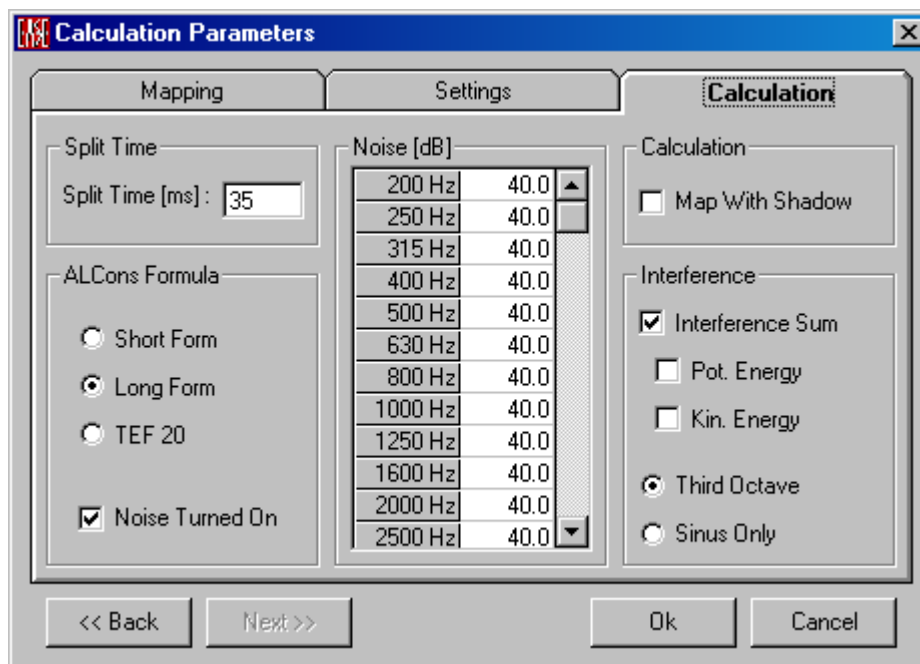 EASE
Calculation Parameters
Mapping
Settings
Calculation
Split Time
Split Time [ms] : 35
ALCons Formula
Short Form
Long Form
TEF 20
Noise Turned On
Noise [dB]
200 Hz 40.0
250 Hz 40.0
315 Hz 40.0
400 Hz 40.0
500 Hz 40.0
630 Hz 40.0
800 Hz 40.0
1000 Hz 40.0
1250 Hz 40.0
1600 Hz 40.0
2000 Hz 40.0
2500 Hz 40.0
Calculation
Map With Shadow
Interference
Interference Sum
Pot. Energy
Kin. Energy
Third Octave
Sinus Only
<< Back
Next >>
Ok
Cancel